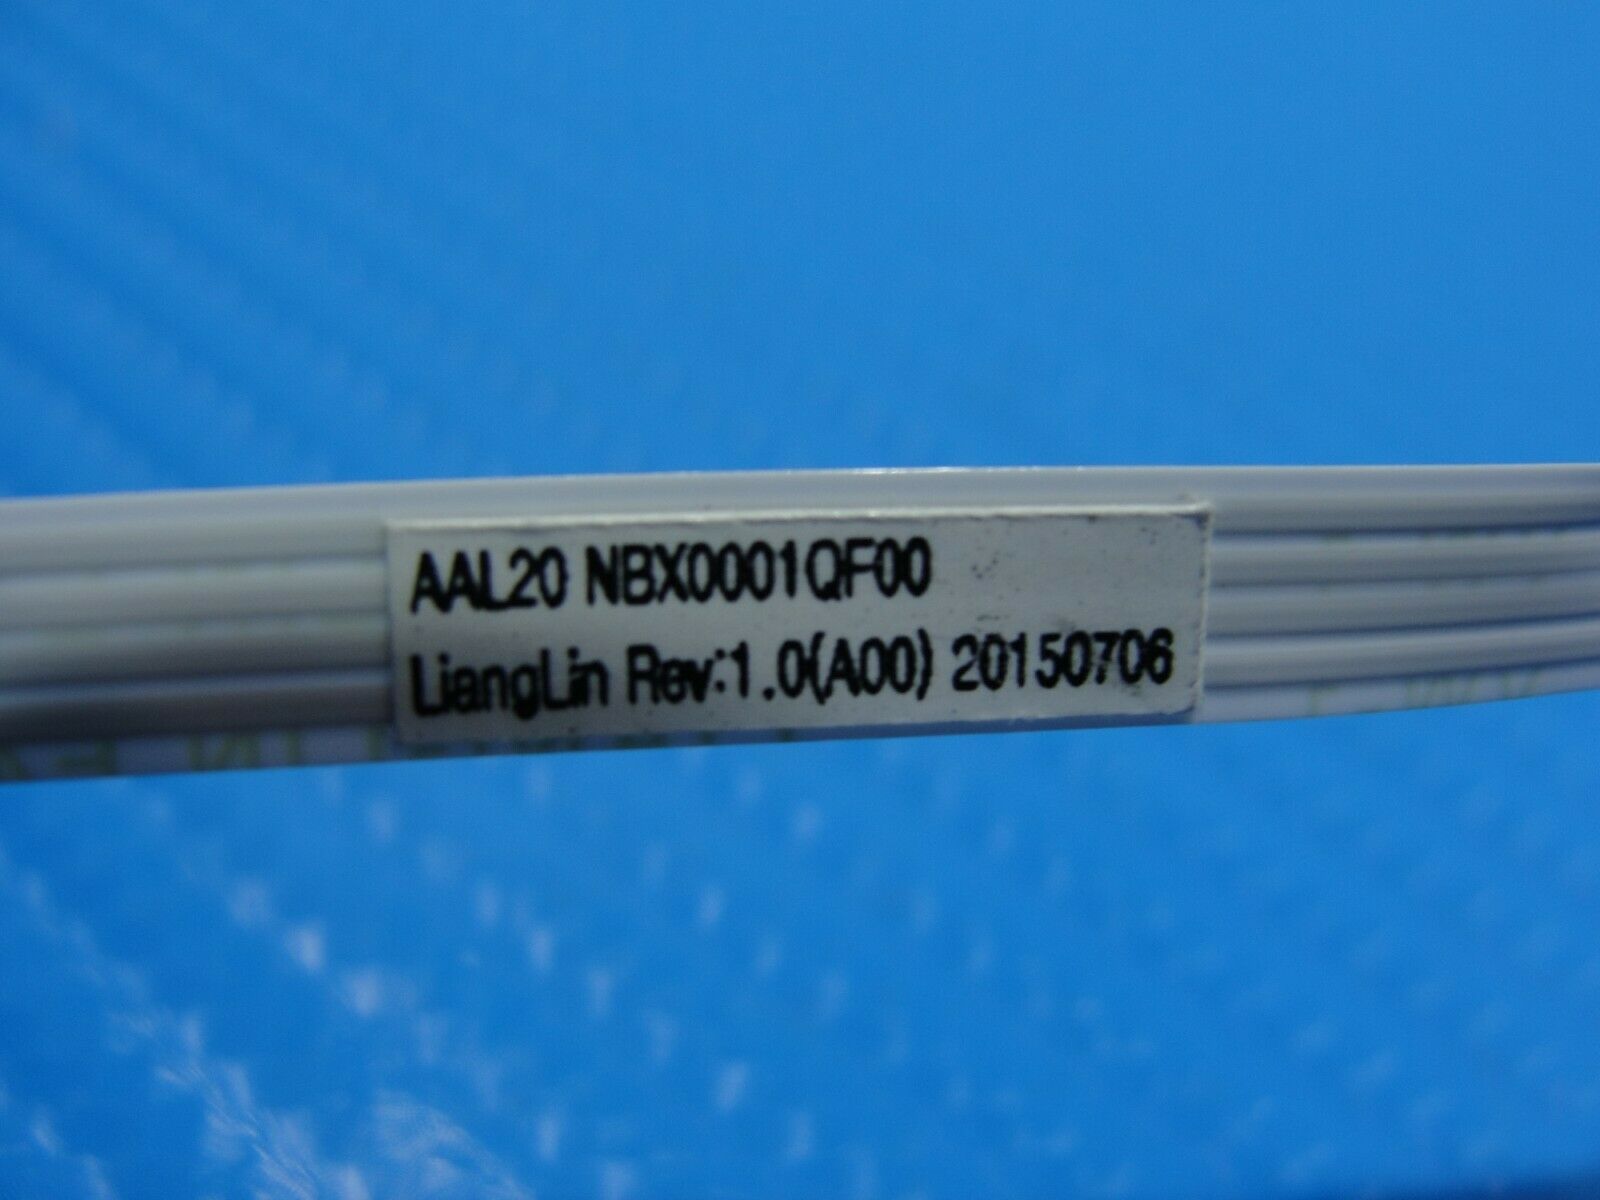 AAL20 NBX0001QF00
LiangLin Rev:1.0(A00) 20150706